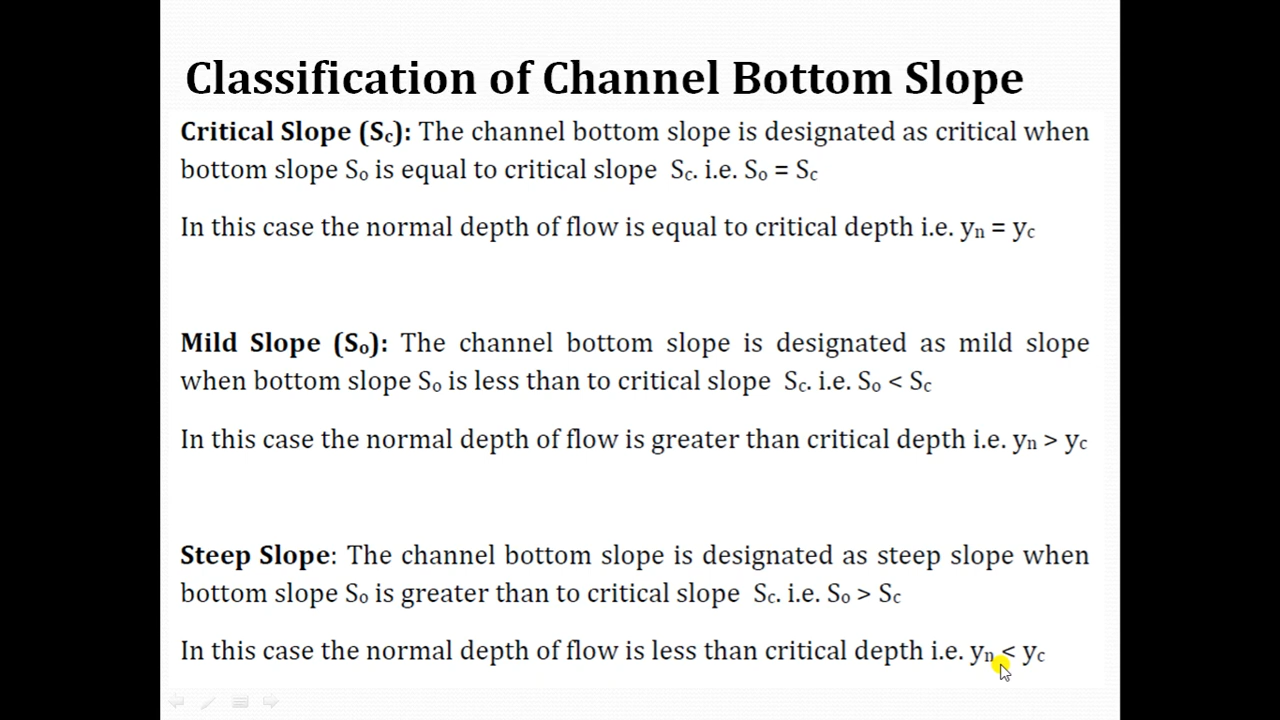 Classification of Channel Bottom Slope
Critical Slope (Sc): The channel bottom slope is designated as critical when
bottom slope So is equal to critical slope Sc. i.e. So = Sc
In this case the normal depth of flow is equal to critical depth i.e. yn = yc
Mild Slope (So): The channel bottom slope is designated as mild slope
when bottom slope So is less than to critical slope Sc. i.e. So < Sc
In this case the normal depth of flow is greater than critical depth i.e. yn > yc
Steep Slope: The channel bottom slope is designated as steep slope when
bottom slope So is greater than to critical slope Sc. i.e. So > Sc
In this case the normal depth of flow is less than critical depth i.e. yn < yc